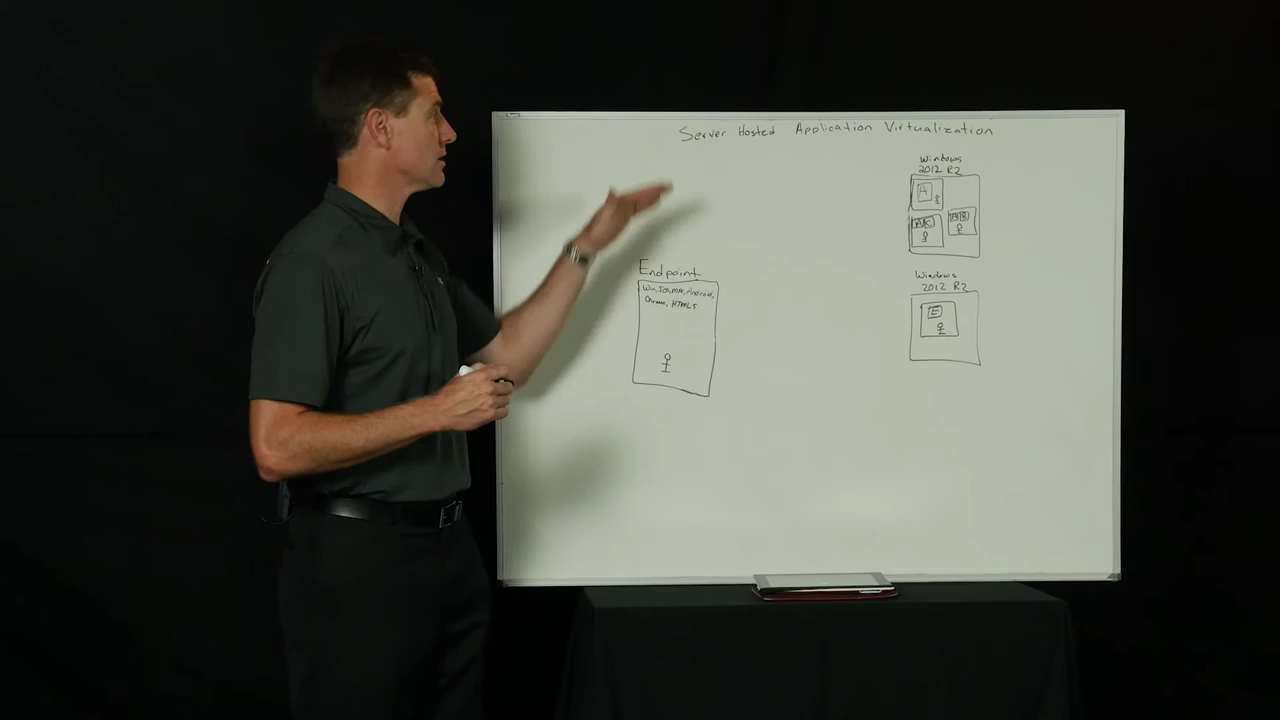 Server Hosted Application Virtualization
Windows
2012 R2
A
A C
A B
Endpoint
Win, IOS, MAC, Android,
Chrome, HTML5
Windows
2012 R2
E